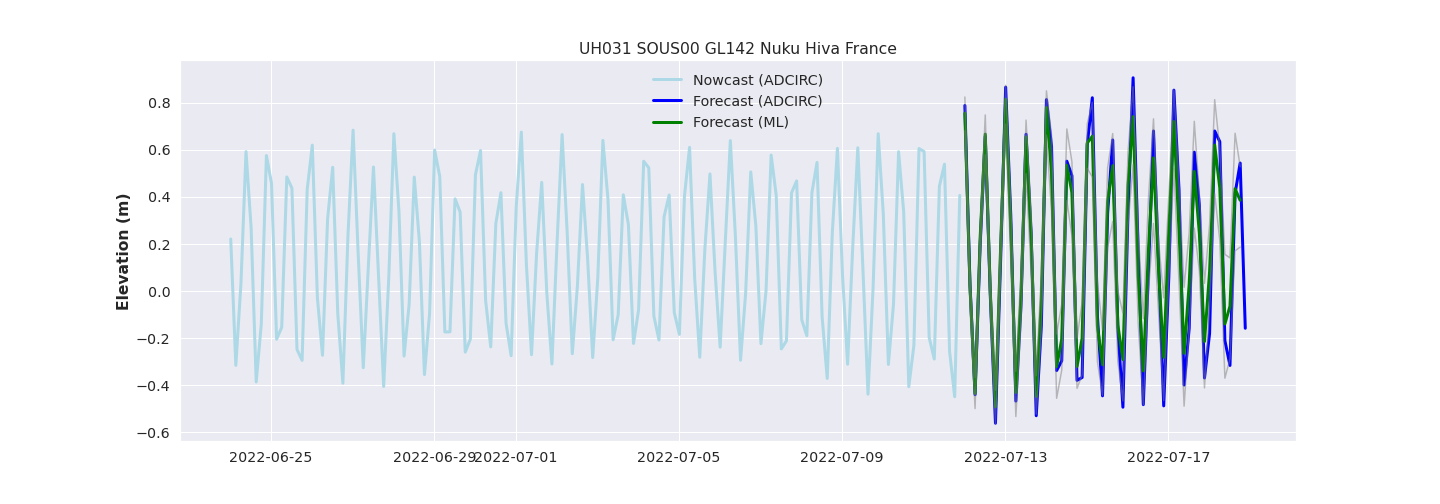 UH031 SOUS00 GL142 Nuku Hiva France
Nowcast (ADCIRC)
Forecast (ADCIRC)
Forecast (ML)
Elevation (m)
0.8
0.6
0.4
0.2
0.0
−0.2
−0.4
−0.6
2022-06-25 2022-06-29 2022-07-01 2022-07-05 2022-07-09 2022-07-13 2022-07-17